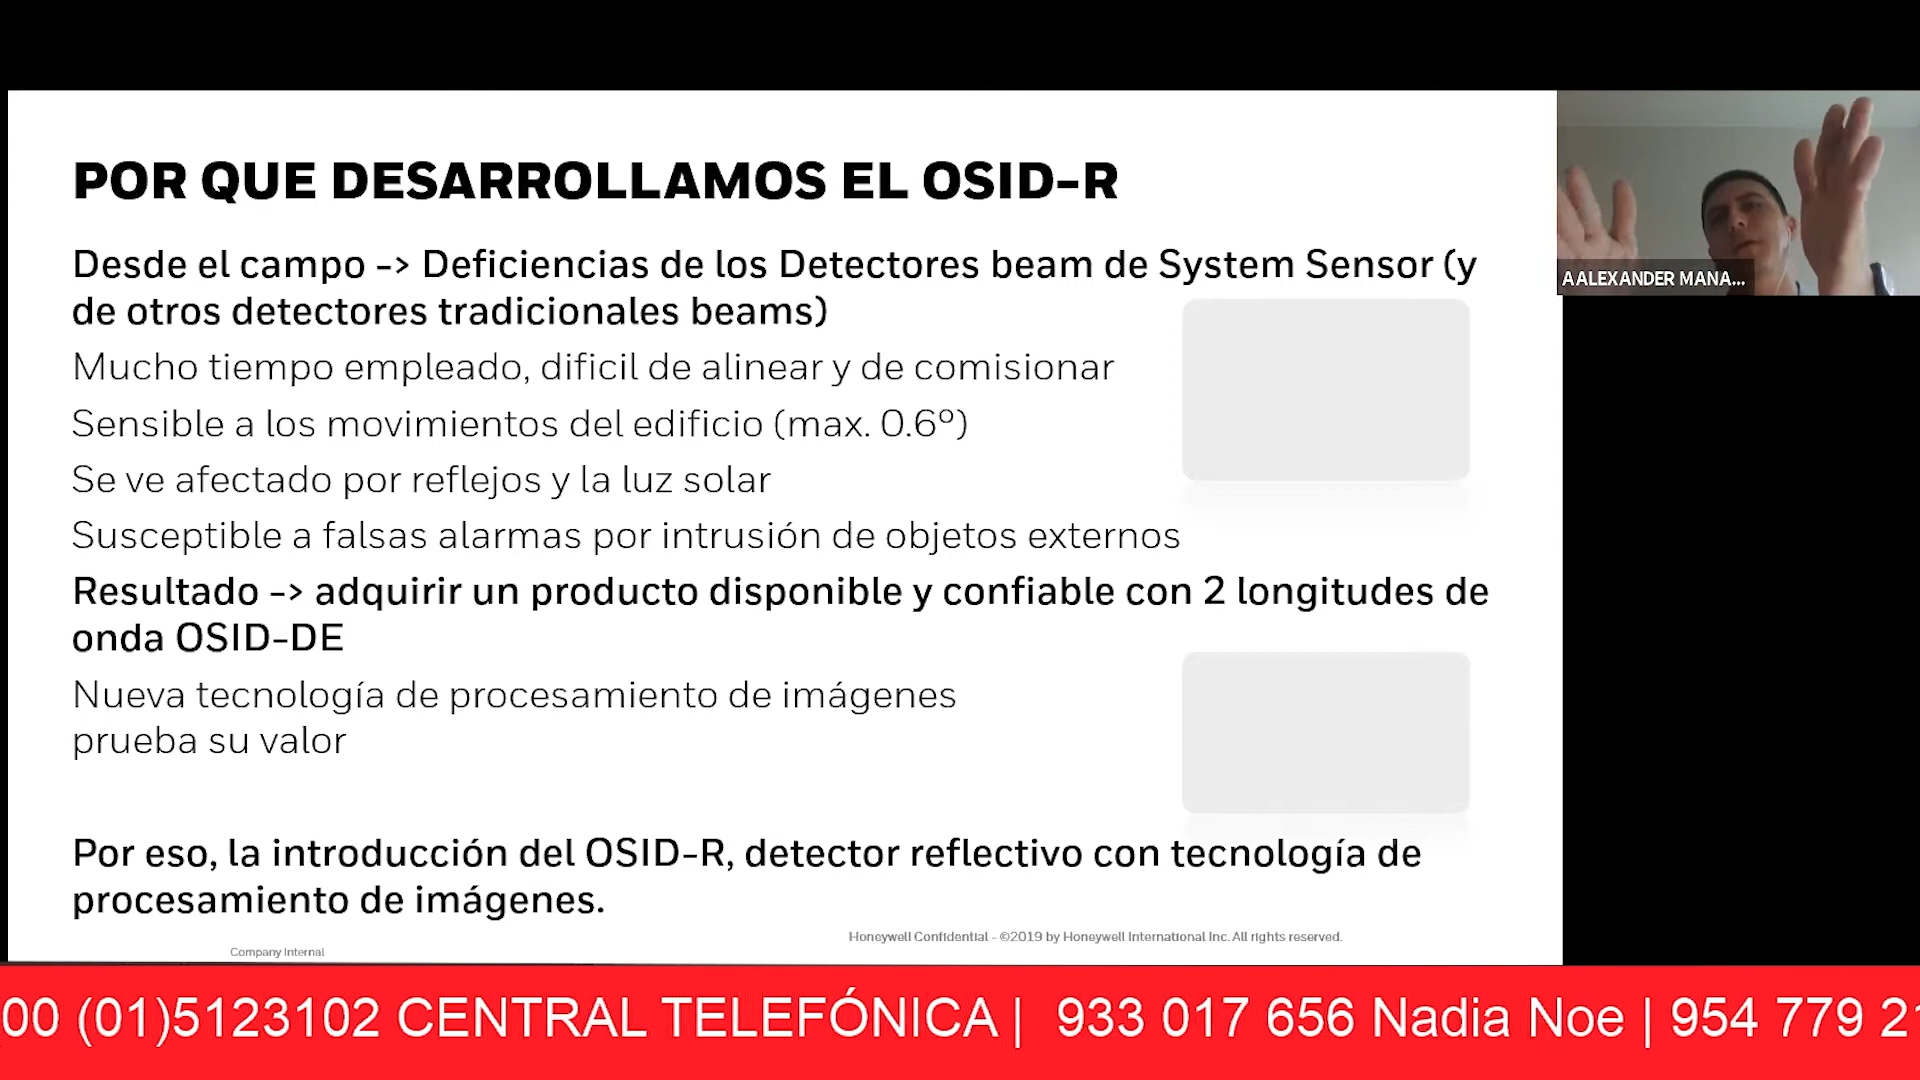 POR QUE DESARROLLAMOS EL OSID-R
Desde el campo -> Deficiencias de los Detectores beam de System Sensor (y
de otros detectores tradicionales beams)
Mucho tiempo empleado, dificil de alinear y de comisionar
Sensible a los movimientos del edificio (max. 0.6º)
Se ve afectado por reflejos y la luz solar
Susceptible a falsas alarmas por intrusión de objetos externos
Resultado -> adquirir un producto disponible y confiable con 2 longitudes de
onda OSID-DE
Nueva tecnología de procesamiento de imágenes
prueba su valor
Por eso, la introducción del OSID-R, detector reflectivo con tecnología de
procesamiento de imágenes.
Honeywell Confidential - ©2019 by Honeywell International Inc. All rights reserved.
Company Internal
AALEXANDER MANA...
00 (01)5123102 CENTRAL TELEFÓNICA | 933 017 656 Nadia Noe | 954 779 21